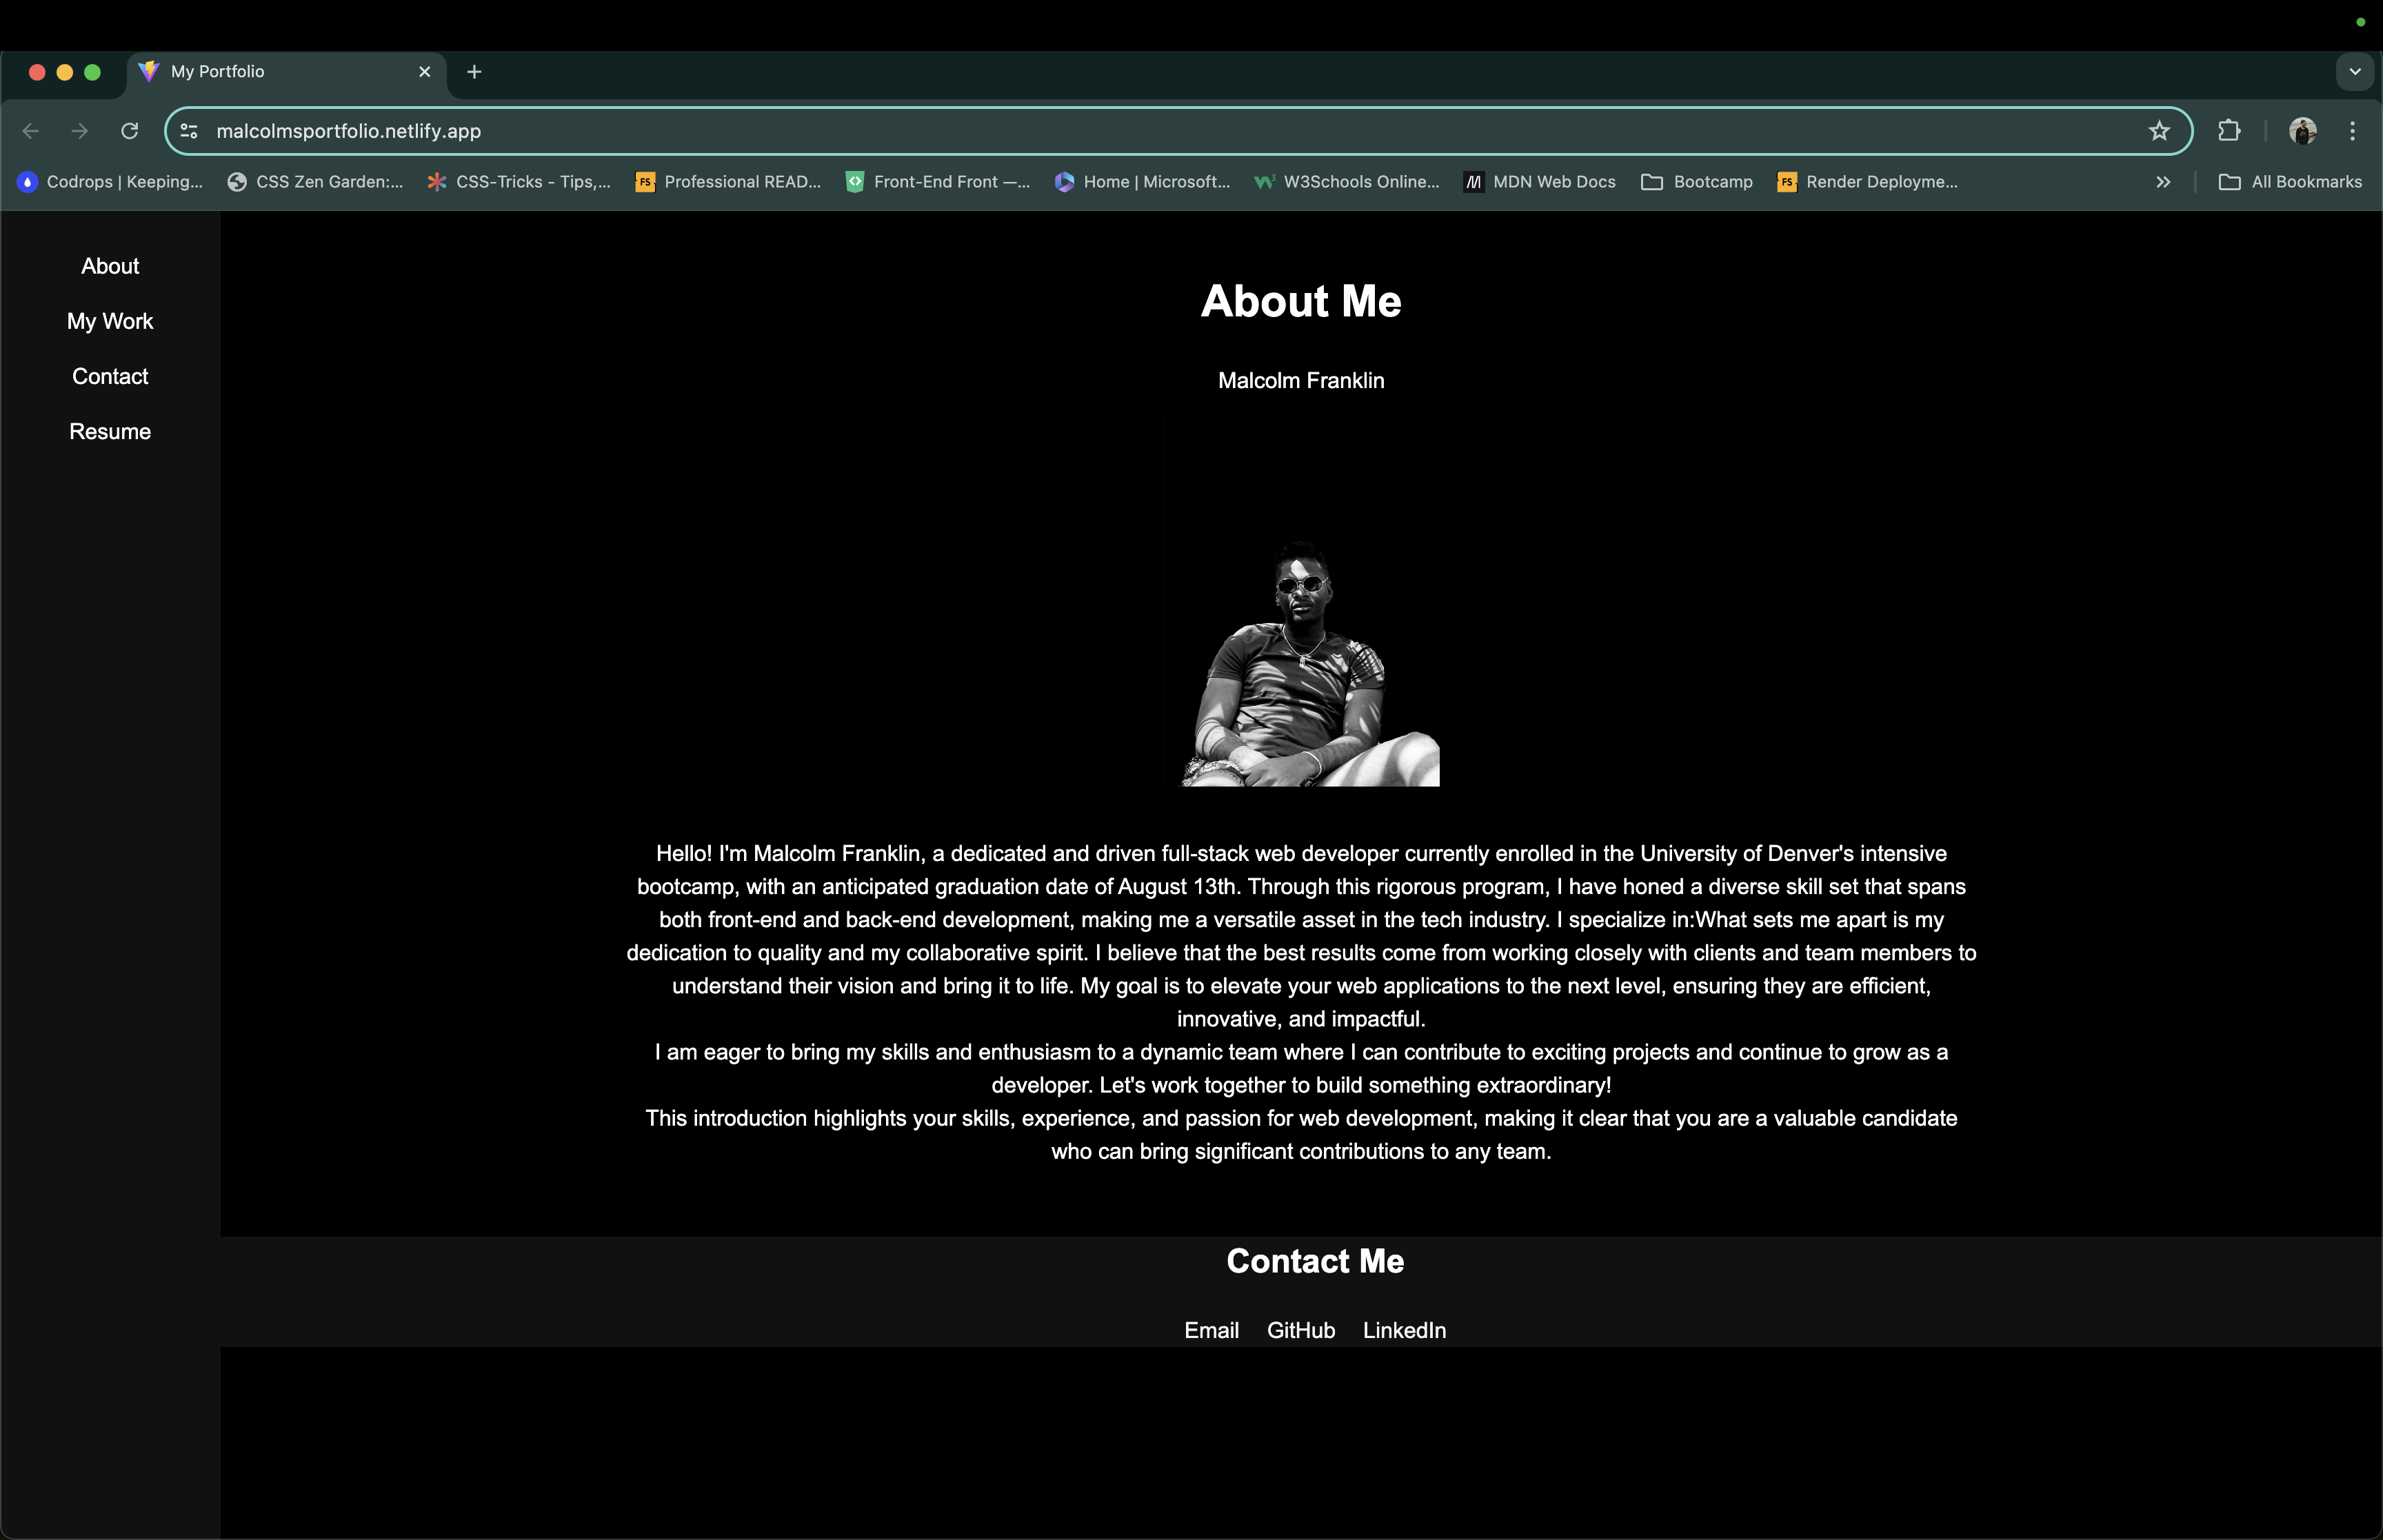 My Portfolio
malcolmsportfolio.netlify.app
Codrops | Keeping... CSS Zen Garden:... CSS-Tricks - Tips,... FS Professional READ... Front-End Front —... Home | Microsoft... W3Schools Online... MDN Web Docs Bootcamp FS Render Deployme... All Bookmarks
About
My Work
Contact
Resume
About Me
Malcolm Franklin
Hello! I'm Malcolm Franklin, a dedicated and driven full-stack web developer currently enrolled in the University of Denver's intensive
bootcamp, with an anticipated graduation date of August 13th. Through this rigorous program, I have honed a diverse skill set that spans
both front-end and back-end development, making me a versatile asset in the tech industry. I specialize in:What sets me apart is my
dedication to quality and my collaborative spirit. I believe that the best results come from working closely with clients and team members to
understand their vision and bring it to life. My goal is to elevate your web applications to the next level, ensuring they are efficient,
innovative, and impactful.
I am eager to bring my skills and enthusiasm to a dynamic team where I can contribute to exciting projects and continue to grow as a
developer. Let's work together to build something extraordinary!
This introduction highlights your skills, experience, and passion for web development, making it clear that you are a valuable candidate
who can bring significant contributions to any team.
Contact Me
Email GitHub LinkedIn